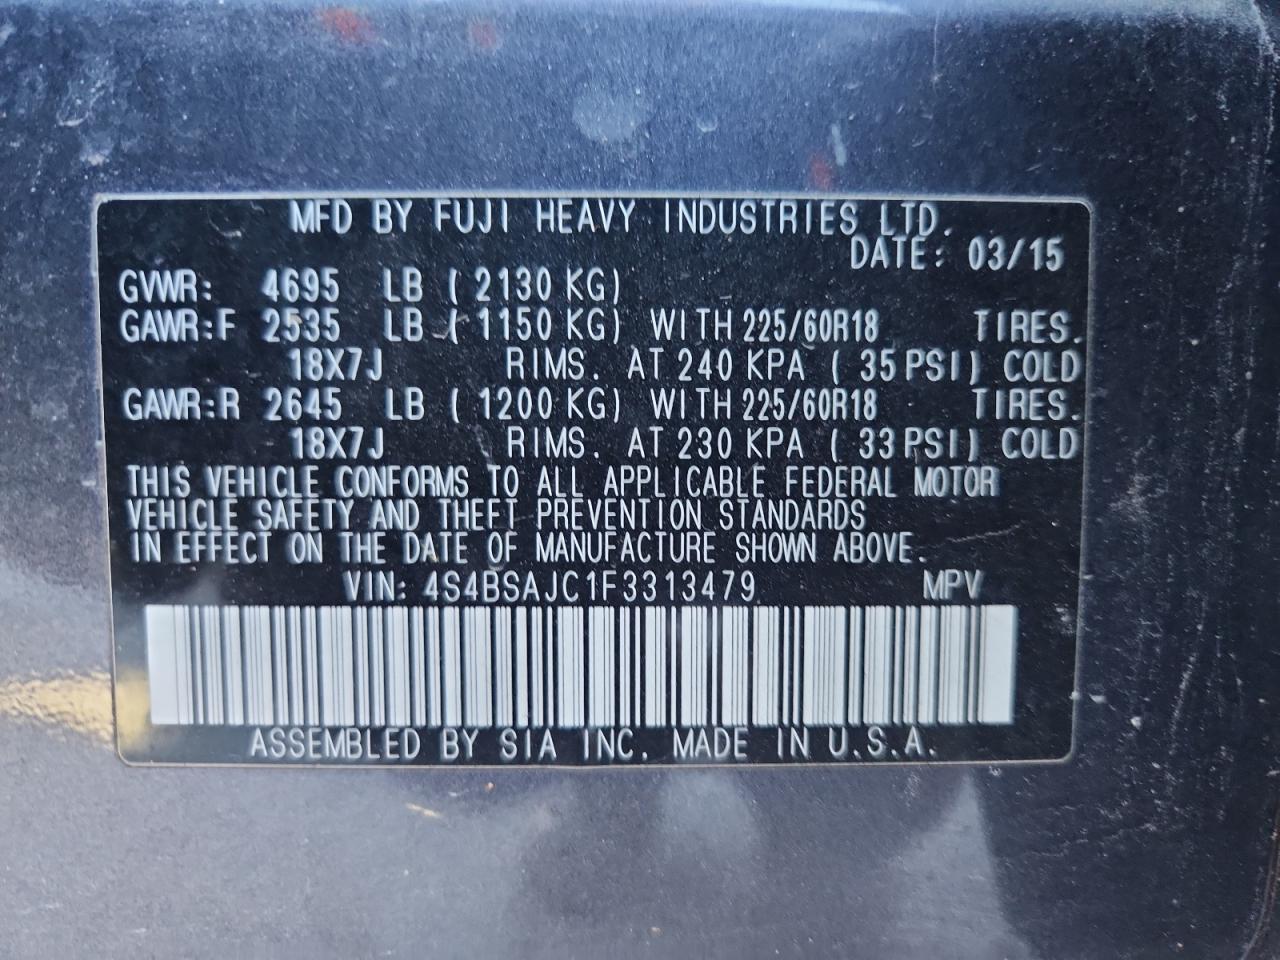 MFD BY FUJI HEAVY INDUSTRIES LTD.
DATE: 03/15
GVWR: 4695 LB ( 2130 KG)
GAWR:F 2535 LB ( 1150 KG) WITH 225/60R18 TIRES.
18X7J RIMS. AT 240 KPA ( 35 PSI) COLD
GAWR:R 2645 LB ( 1200 KG) WITH 225/60R18 TIRES.
18X7J RIMS. AT 230 KPA ( 33 PSI) COLD
THIS VEHICLE CONFORMS TO ALL APPLICABLE FEDERAL MOTOR
VEHICLE SAFETY AND THEFT PREVENTION STANDARDS
IN EFFECT ON THE DATE OF MANUFACTURE SHOWN ABOVE.
VIN: 4S4BSAJC1F3313479 MPV
ASSEMBLED BY SIA INC. MADE IN U.S.A.